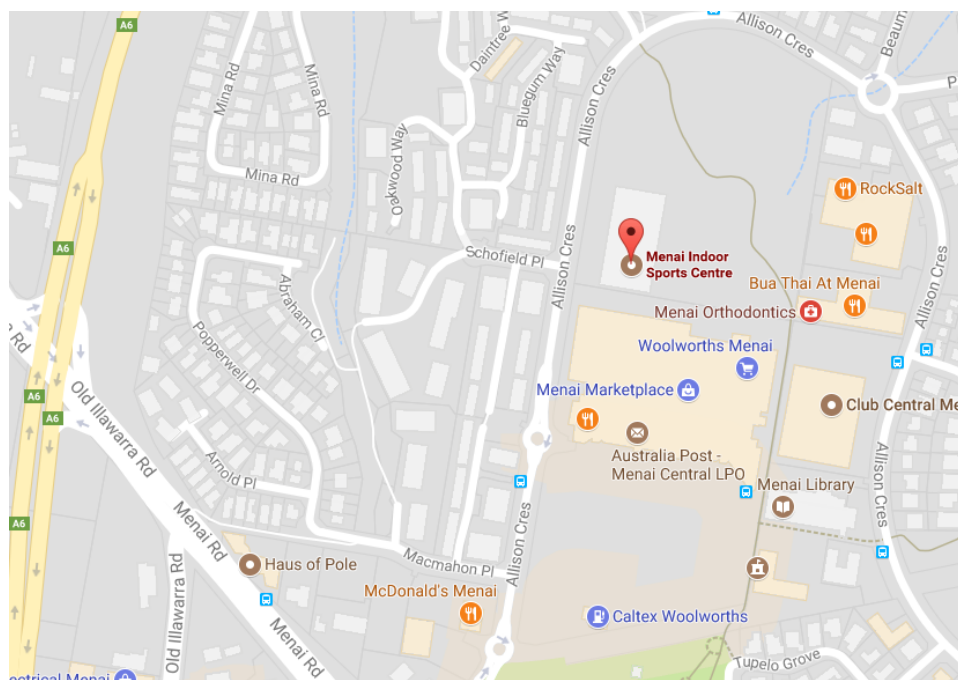 A6
Mina Rd
Mina Rd
Mina Rd
Daintree W
Bluegum Way
Oakwood Way
Allison Cres
Allison Cres
Beaum
P
RockSalt
Schofield Pl
Menai Indoor
Sports Centre
Allison Cres
Allison Cres
A6
Abraham Cl
Bua Thai At Menai
Menai Orthodontics
Woolworths Menai
Rd
Popperwell Dr
Menai Marketplace
A6
A6
Old Illawarra Rd
Club Central Me
Australia Post -
Menai Central LPO
Arnold Pl
Menai Library
Allison Cres
A6
Menai Rd
Allison Cres
Macmahon Pl
Haus of Pole
Old Illawarra Rd
McDonald's Menai
Caltex Woolworths
Menai Rd
Tupelo Grove
ectrical Menai